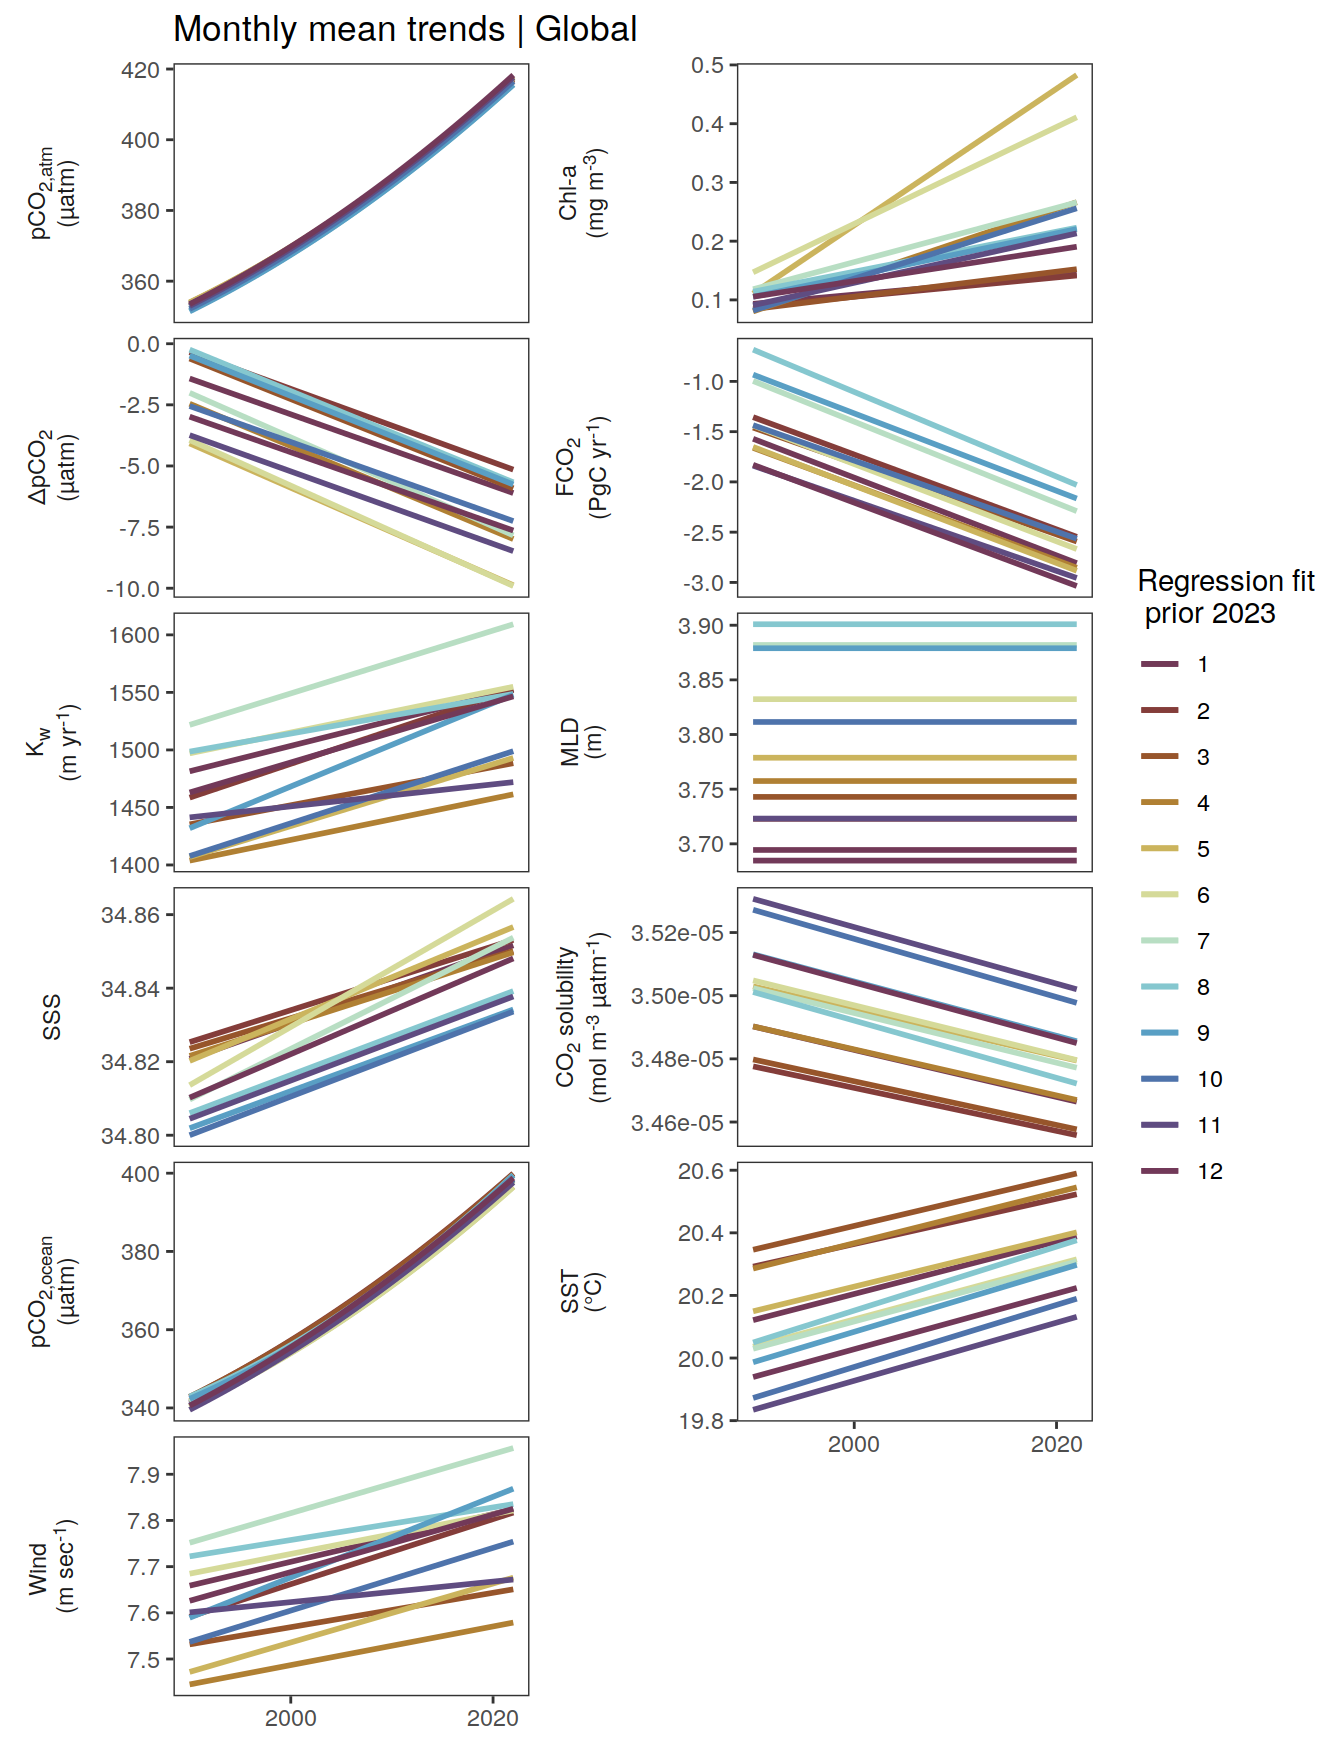 Monthly mean trends | Global
420
400
380
360
pCO2,atm
(µatm)
0.5
0.4
0.3
0.2
0.1
Chl-a
(mg m-3)
0.0
-2.5
-5.0
-7.5
-10.0
ΔpCO2
(µatm)
-1.0
-1.5
-2.0
-2.5
-3.0
FCO2
(PgC yr-1)
1600
1550
1500
1450
1400
Kw
(m yr-1)
3.90
3.85
3.80
3.75
3.70
MLD
(m)
34.86
34.84
34.82
34.80
SSS
3.52e-05
3.50e-05
3.48e-05
3.46e-05
CO2 solubility
(mol m-3 µatm-1)
400
380
360
340
pCO2,ocean
(µatm)
20.6
20.4
20.2
20.0
19.8
SST
(°C)
2000
2020
7.9
7.8
7.7
7.6
7.5
Wind
(m sec-1)
2000
2020
Regression fit
prior 2023
1
2
3
4
5
6
7
8
9
10
11
12